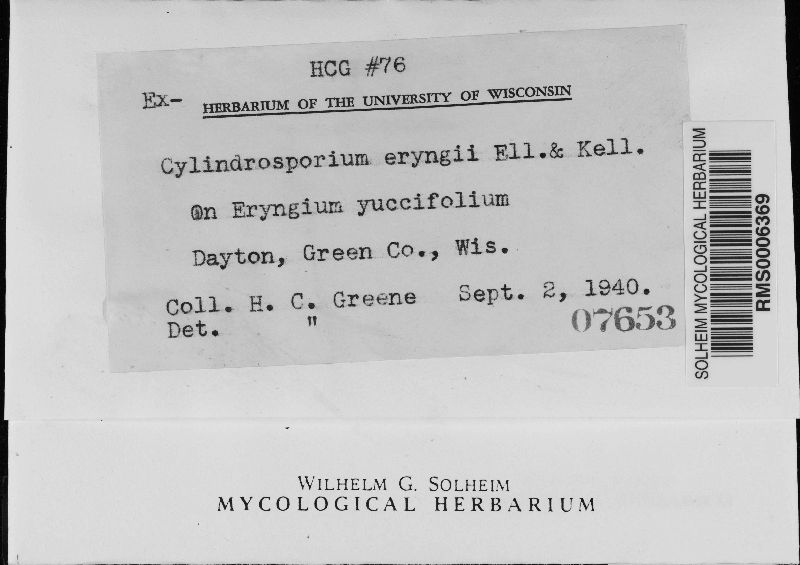 HCG #76
Ex- HERBARIUM OF THE UNIVERSITY OF WISCONSIN
Cylindrosporium eryngii Ell.& Kell.
On Eryngium yuccifolium
Dayton, Green Co., Wis.
Coll. H. C. Greene Sept. 2, 1940.
Det. "
07653
SOLHEIM MYCOLOGICAL HERBARIUM
RMS0006369
WILHELM G. SOLHEIM
MYCOLOGICAL HERBARIUM